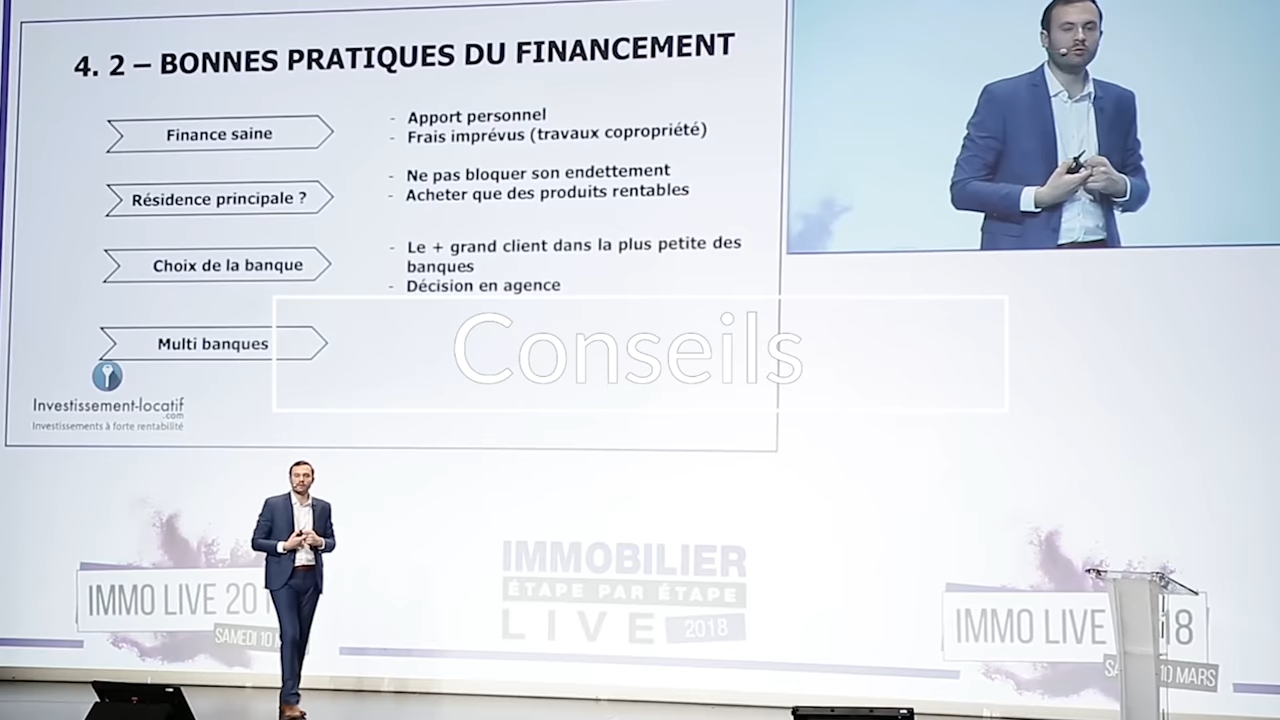 4. 2 – BONNES PRATIQUES DU FINANCEMENT
Finance saine
- Apport personnel
- Frais imprévus (travaux copropriété)
Résidence principale ?
- Ne pas bloquer son endettement
- Acheter que des produits rentables
Choix de la banque
- Le + grand client dans la plus petite des
banques
- Décision en agence
Multi banques
Conseils
Investissement-locatif
.com
Investissements à forte rentabilité
IMMOBILIER
ÉTAPE PAR ÉTAPE
LIVE 2018
IMMO LIVE 201
SAMEDI 10 M
IMMO LIVE 18
SA 10 MARS